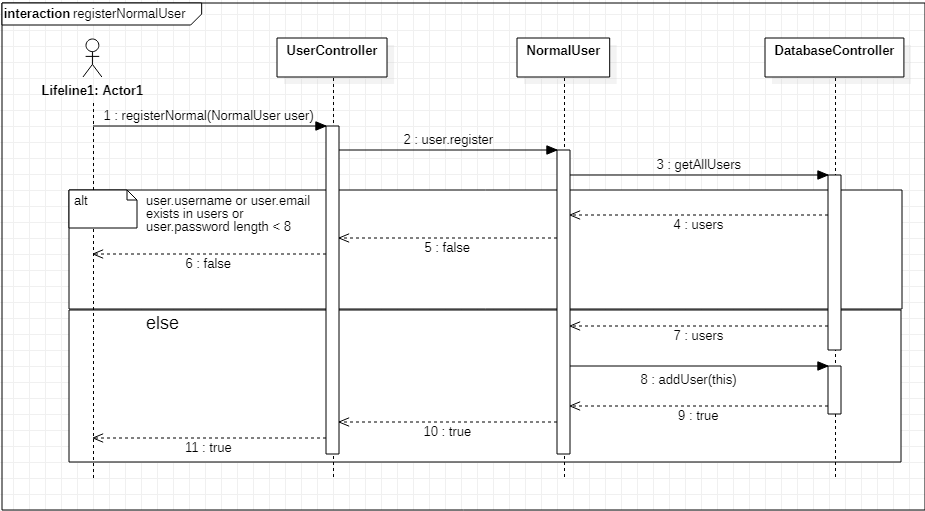 interaction registerNormalUser
UserController
NormalUser
DatabaseController
Lifeline1: Actor1
1 : registerNormal(NormalUser user)
2 : user.register
3 : getAllUsers
alt
user.username or user.email
exists in users or
user.password length < 8
4 : users
5 : false
6 : false
else
7 : users
8 : addUser(this)
9 : true
10 : true
11 : true